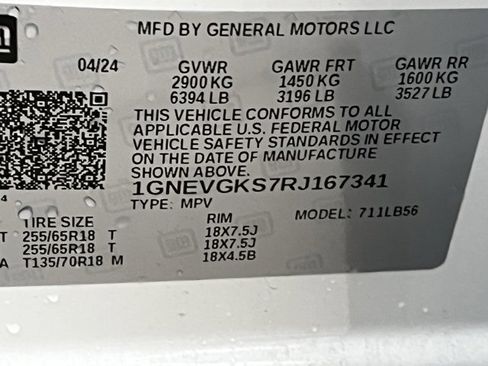 gm
MFD BY GENERAL MOTORS LLC
04/24 GVWR GAWR FRT GAWR RR
2900 KG 1450 KG 1600 KG
6394 LB 3196 LB 3527 LB
THIS VEHICLE CONFORMS TO ALL
APPLICABLE U.S. FEDERAL MOTOR
VEHICLE SAFETY STANDARDS IN EFFECT
ON THE DATE OF MANUFACTURE
SHOWN ABOVE.
1GNEVGKS7RJ167341
TYPE: MPV MODEL: 711LB56
TIRE SIZE RIM
T 255/65R18 T 18X7.5J
T 255/65R18 T 18X7.5J
A T135/70R18 M 18X4.5B